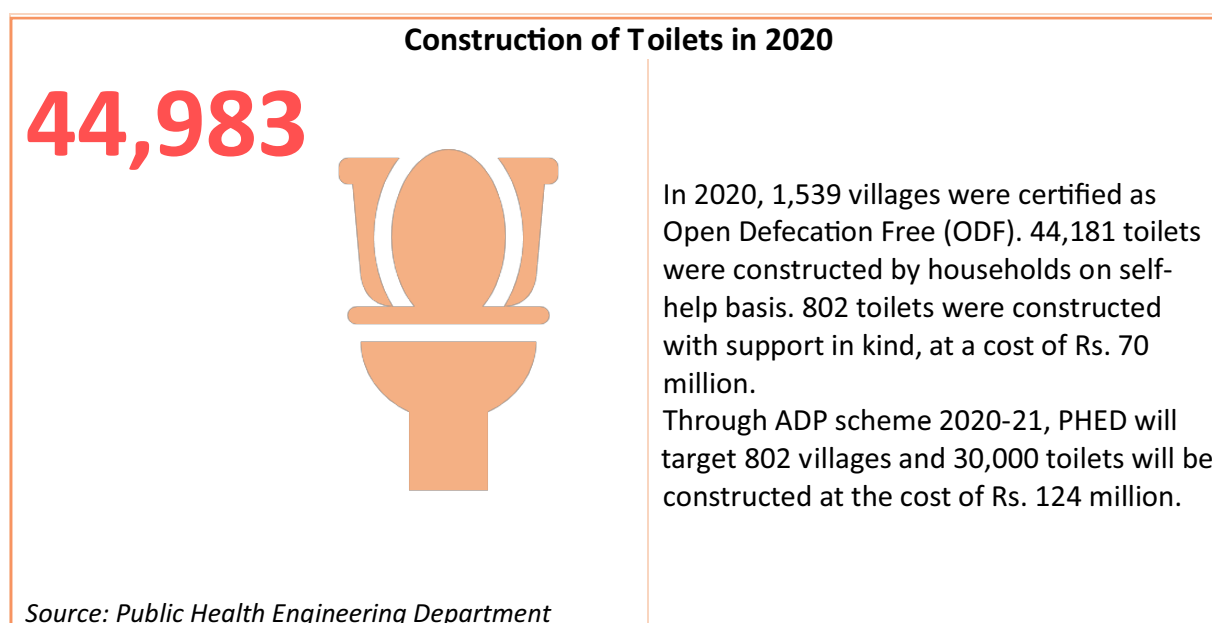 Construction of Toilets in 2020
44,983
In 2020, 1,539 villages were certified as
Open Defecation Free (ODF). 44,181 toilets
were constructed by households on self-
help basis. 802 toilets were constructed
with support in kind, at a cost of Rs. 70
million.
Through ADP scheme 2020-21, PHED will
target 802 villages and 30,000 toilets will be
constructed at the cost of Rs. 124 million.
Source: Public Health Engineering Department